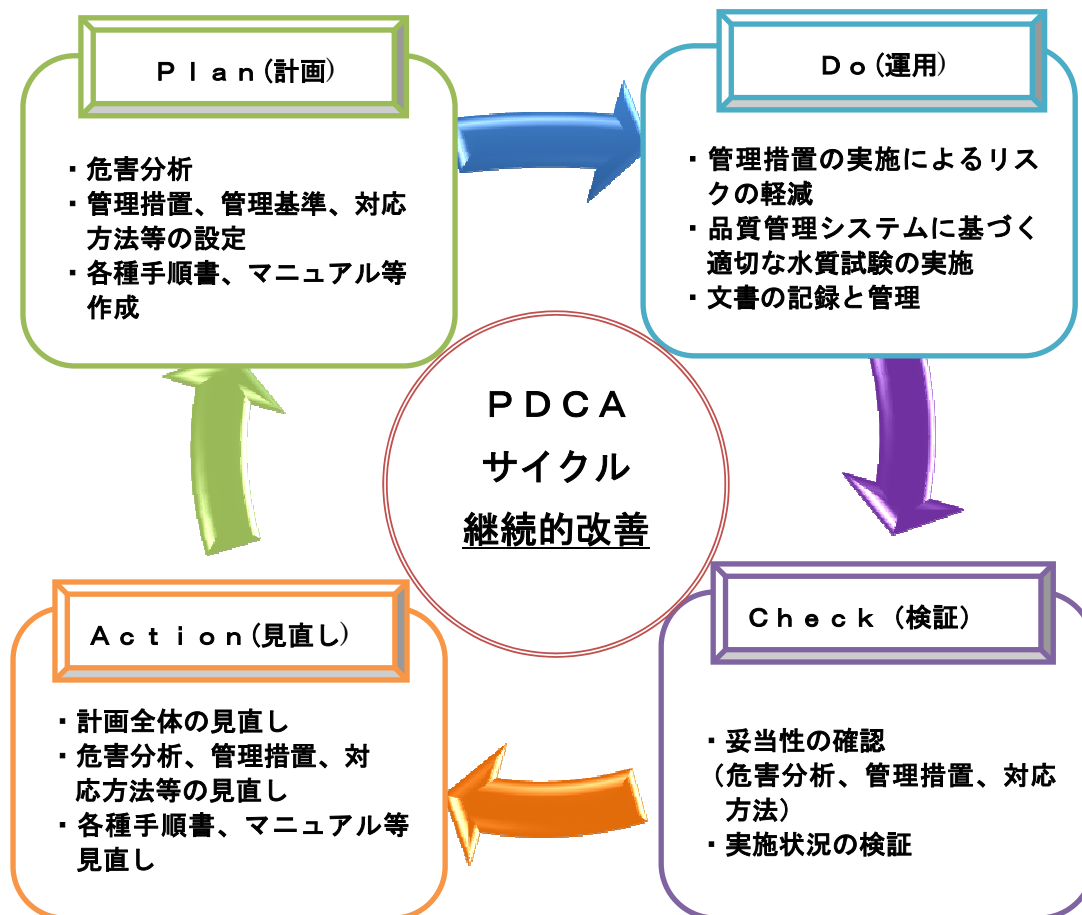 Ｐｌａｎ(計画)
・危害分析
・管理措置、管理基準、対応
方法等の設定
・各種手順書、マニュアル等
作成
Ｄｏ(運用)
・管理措置の実施によるリス
クの軽減
・品質管理システムに基づく
適切な水質試験の実施
・文書の記録と管理
ＰＤＣＡ
サイクル
継続的改善
Ｃｈｅｃｋ（検証）
・妥当性の確認
（危害分析、管理措置、対応
方法）
・実施状況の検証
Ａｃｔｉｏｎ(見直し)
・計画全体の見直し
・危害分析、管理措置、対
応方法等の見直し
・各種手順書、マニュアル等
見直し